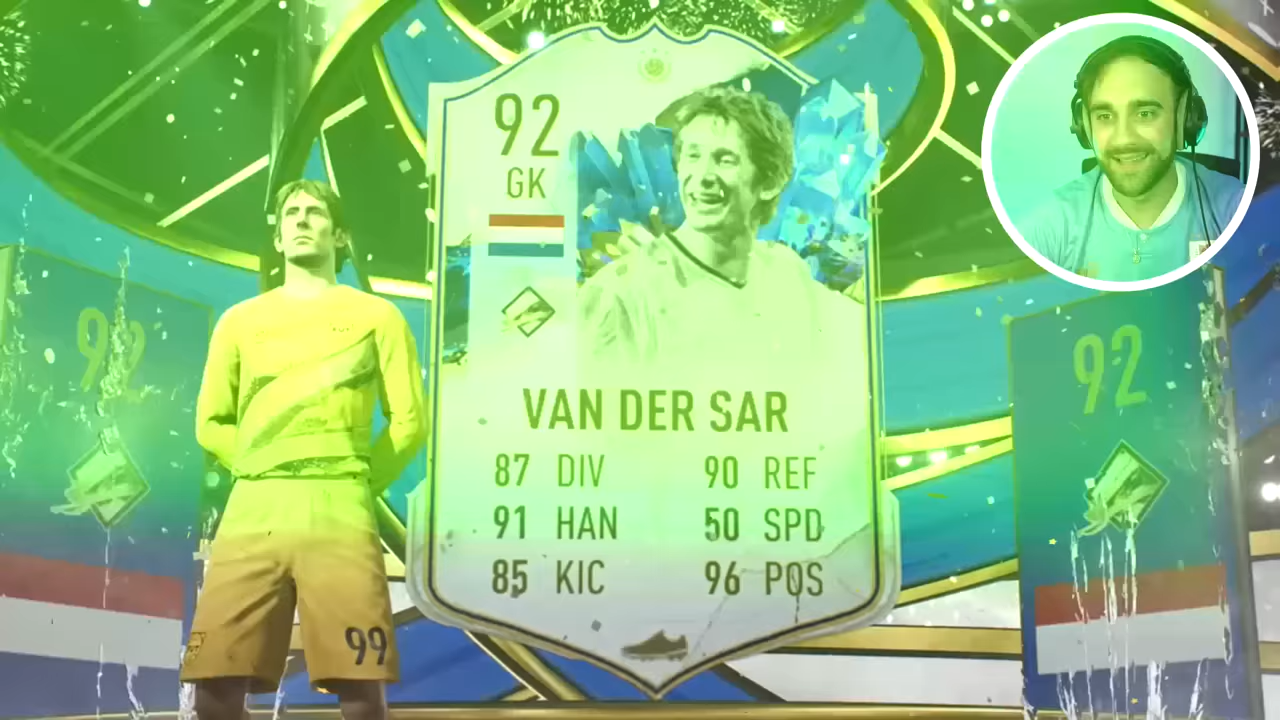 92
GK
VAN DER SAR
87 DIV 90 REF
91 HAN 50 SPD
85 KIC 96 POS
92
92
99